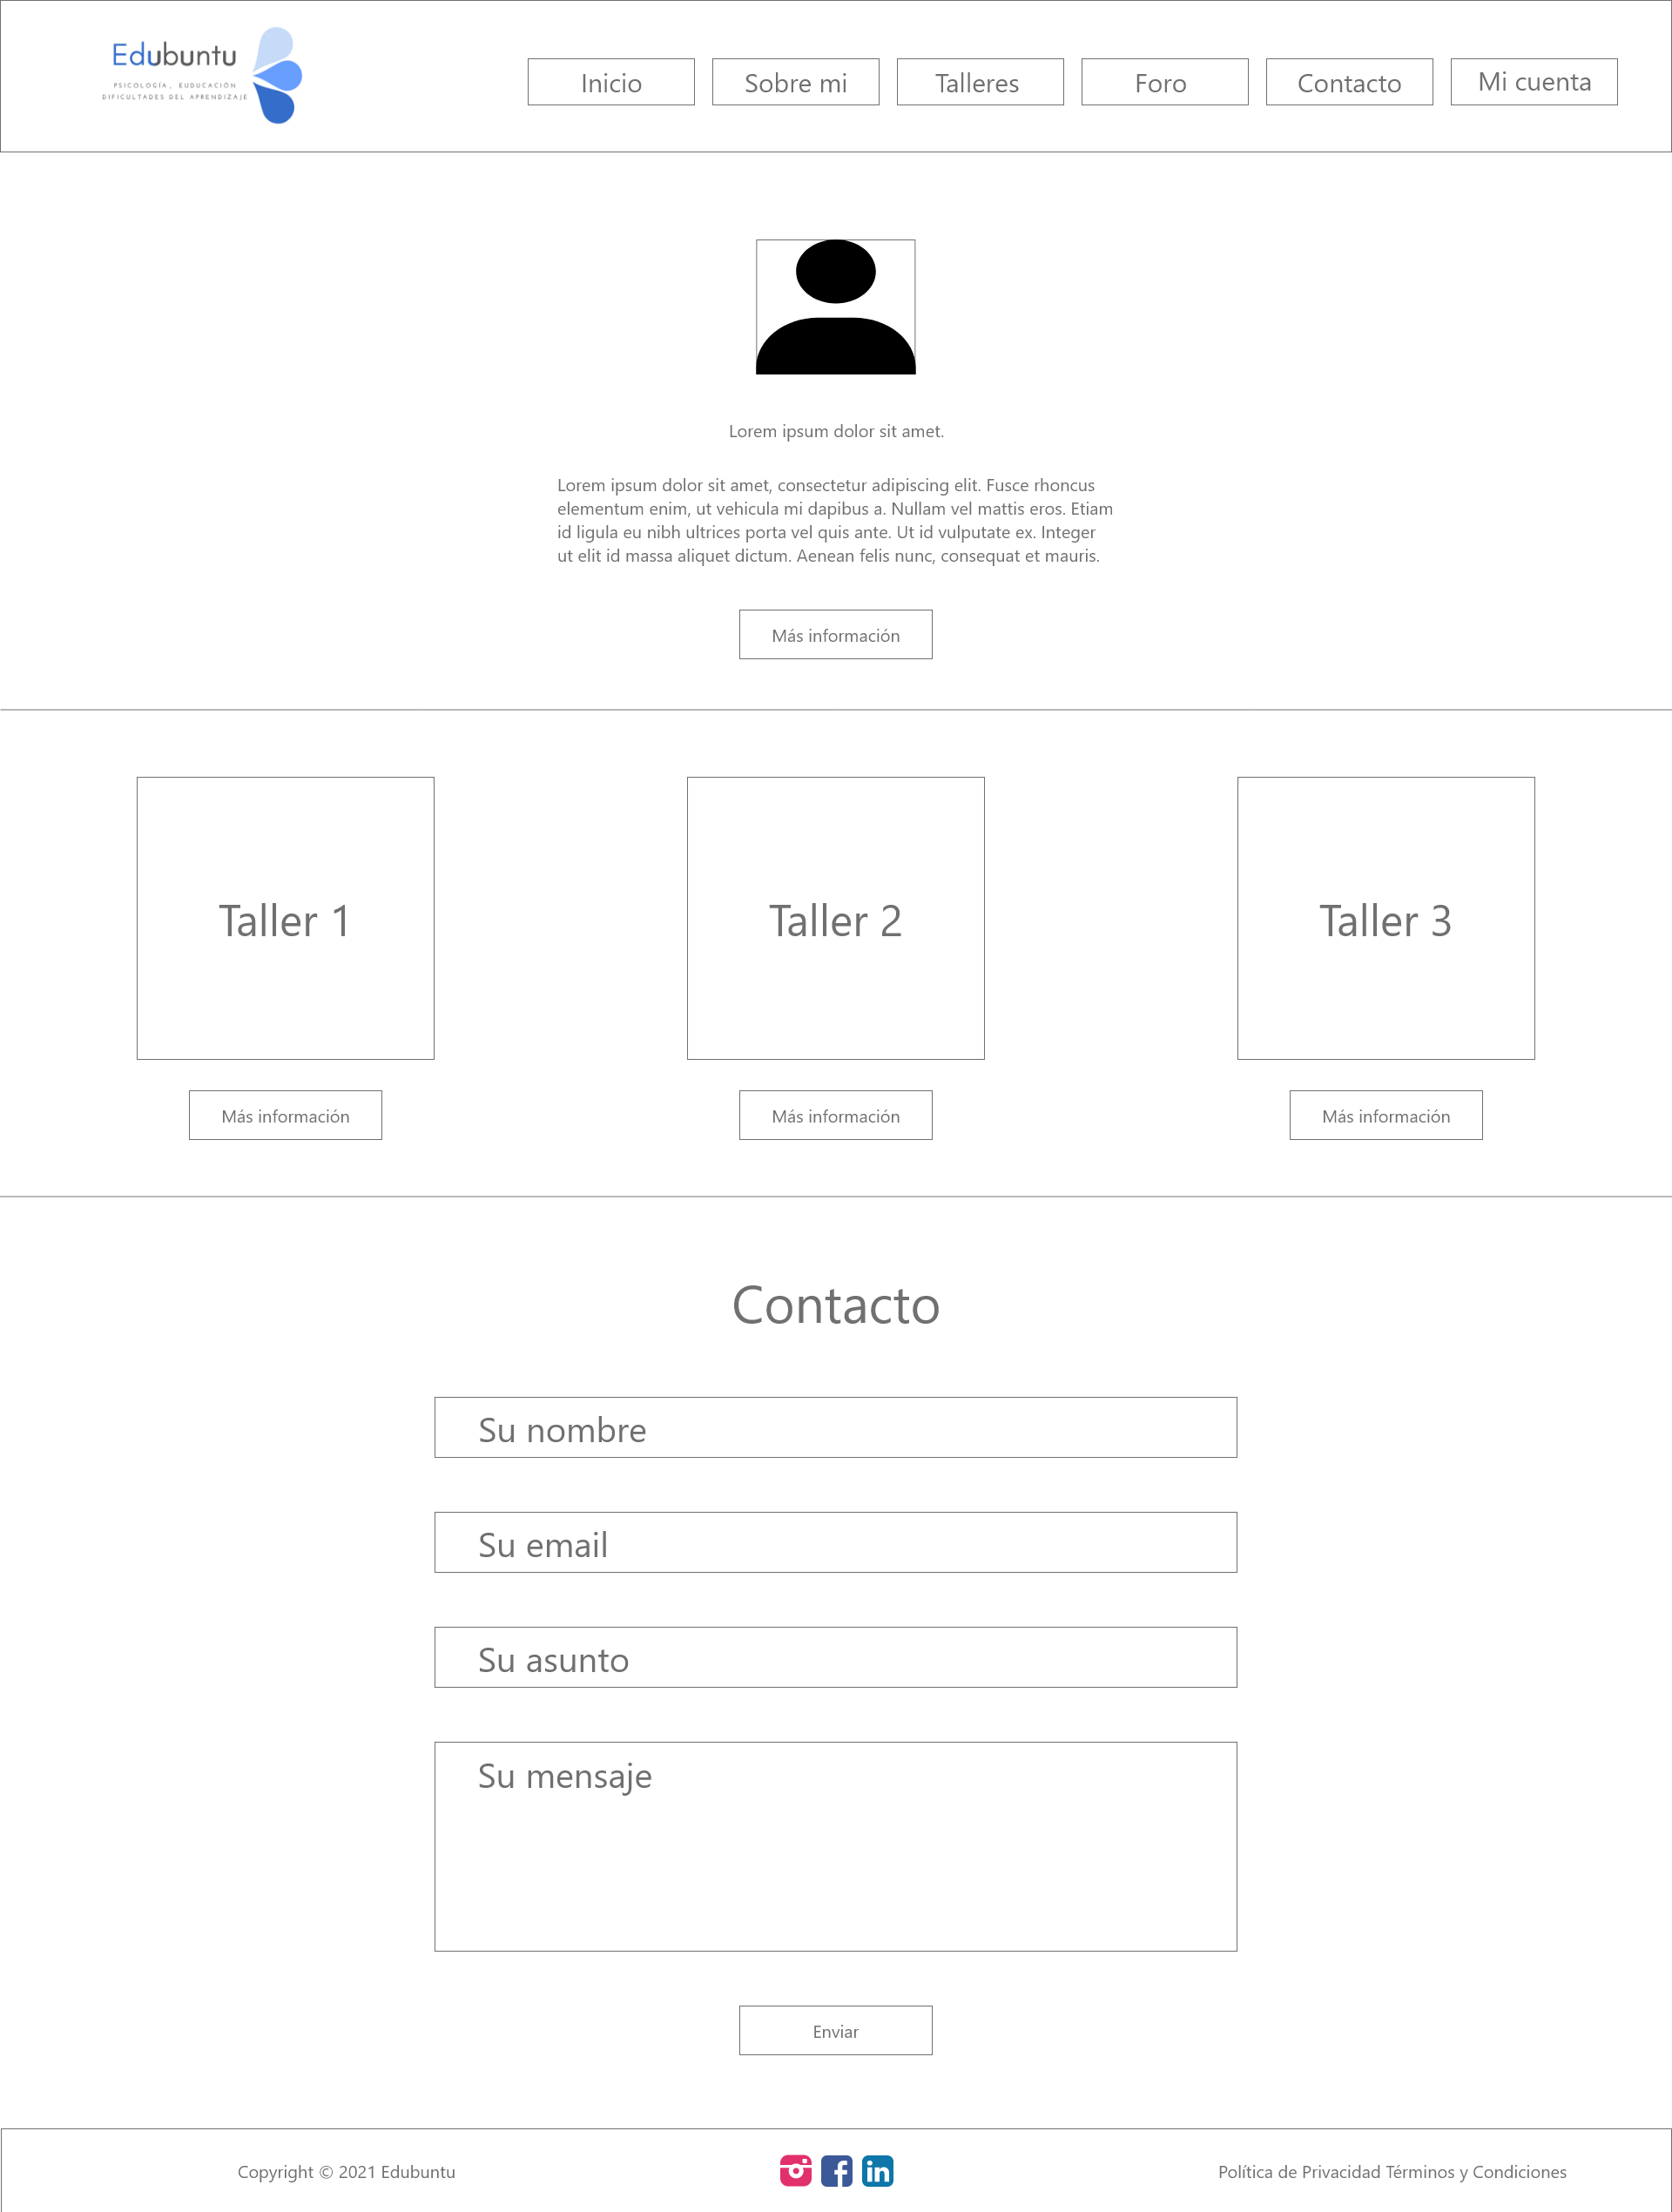 Edubuntu
PSICOLOGÍA, EUDUCACIÓN
DIFICULTADES DEL APRENDIZAJE
Inicio
Sobre mi
Talleres
Foro
Contacto
Mi cuenta
Lorem ipsum dolor sit amet.
Lorem ipsum dolor sit amet, consectetur adipiscing elit. Fusce rhoncus
elementum enim, ut vehicula mi dapibus a. Nullam vel mattis eros. Etiam
id ligula eu nibh ultrices porta vel quis ante. Ut id vulputate ex. Integer
ut elit id massa aliquet dictum. Aenean felis nunc, consequat et mauris.
Más información
Taller 1
Taller 2
Taller 3
Más información
Más información
Más información
Contacto
Su nombre
Su email
Su asunto
Su mensaje
Enviar
Copyright © 2021 Edubuntu
Política de Privacidad Términos y Condiciones